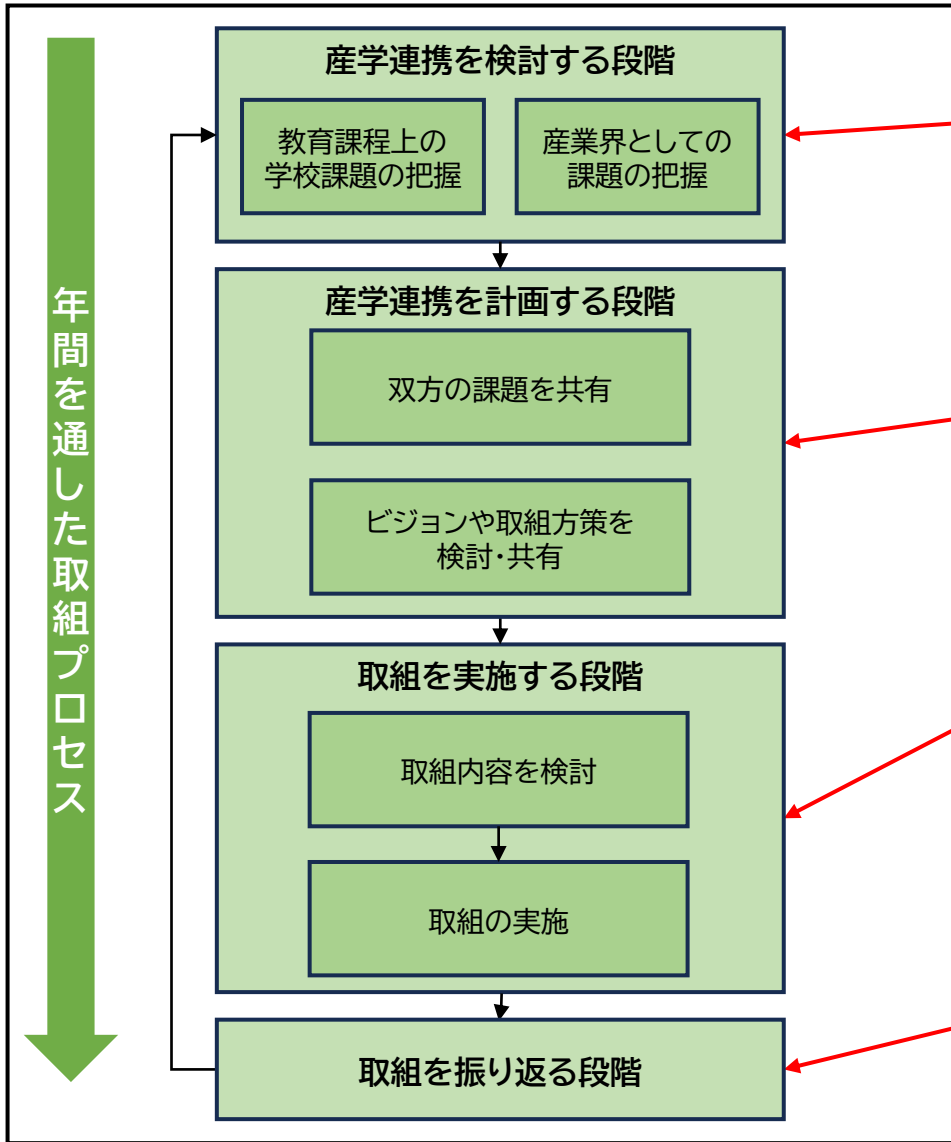 年間を通した取組プロセス
産学連携を検討する段階
教育課程上の
学校課題の把握
産業界としての
課題の把握
産学連携を計画する段階
双方の課題を共有
ビジョンや取組方策を
検討･共有
取組を実施する段階
取組内容を検討
取組の実施
取組を振り返る段階